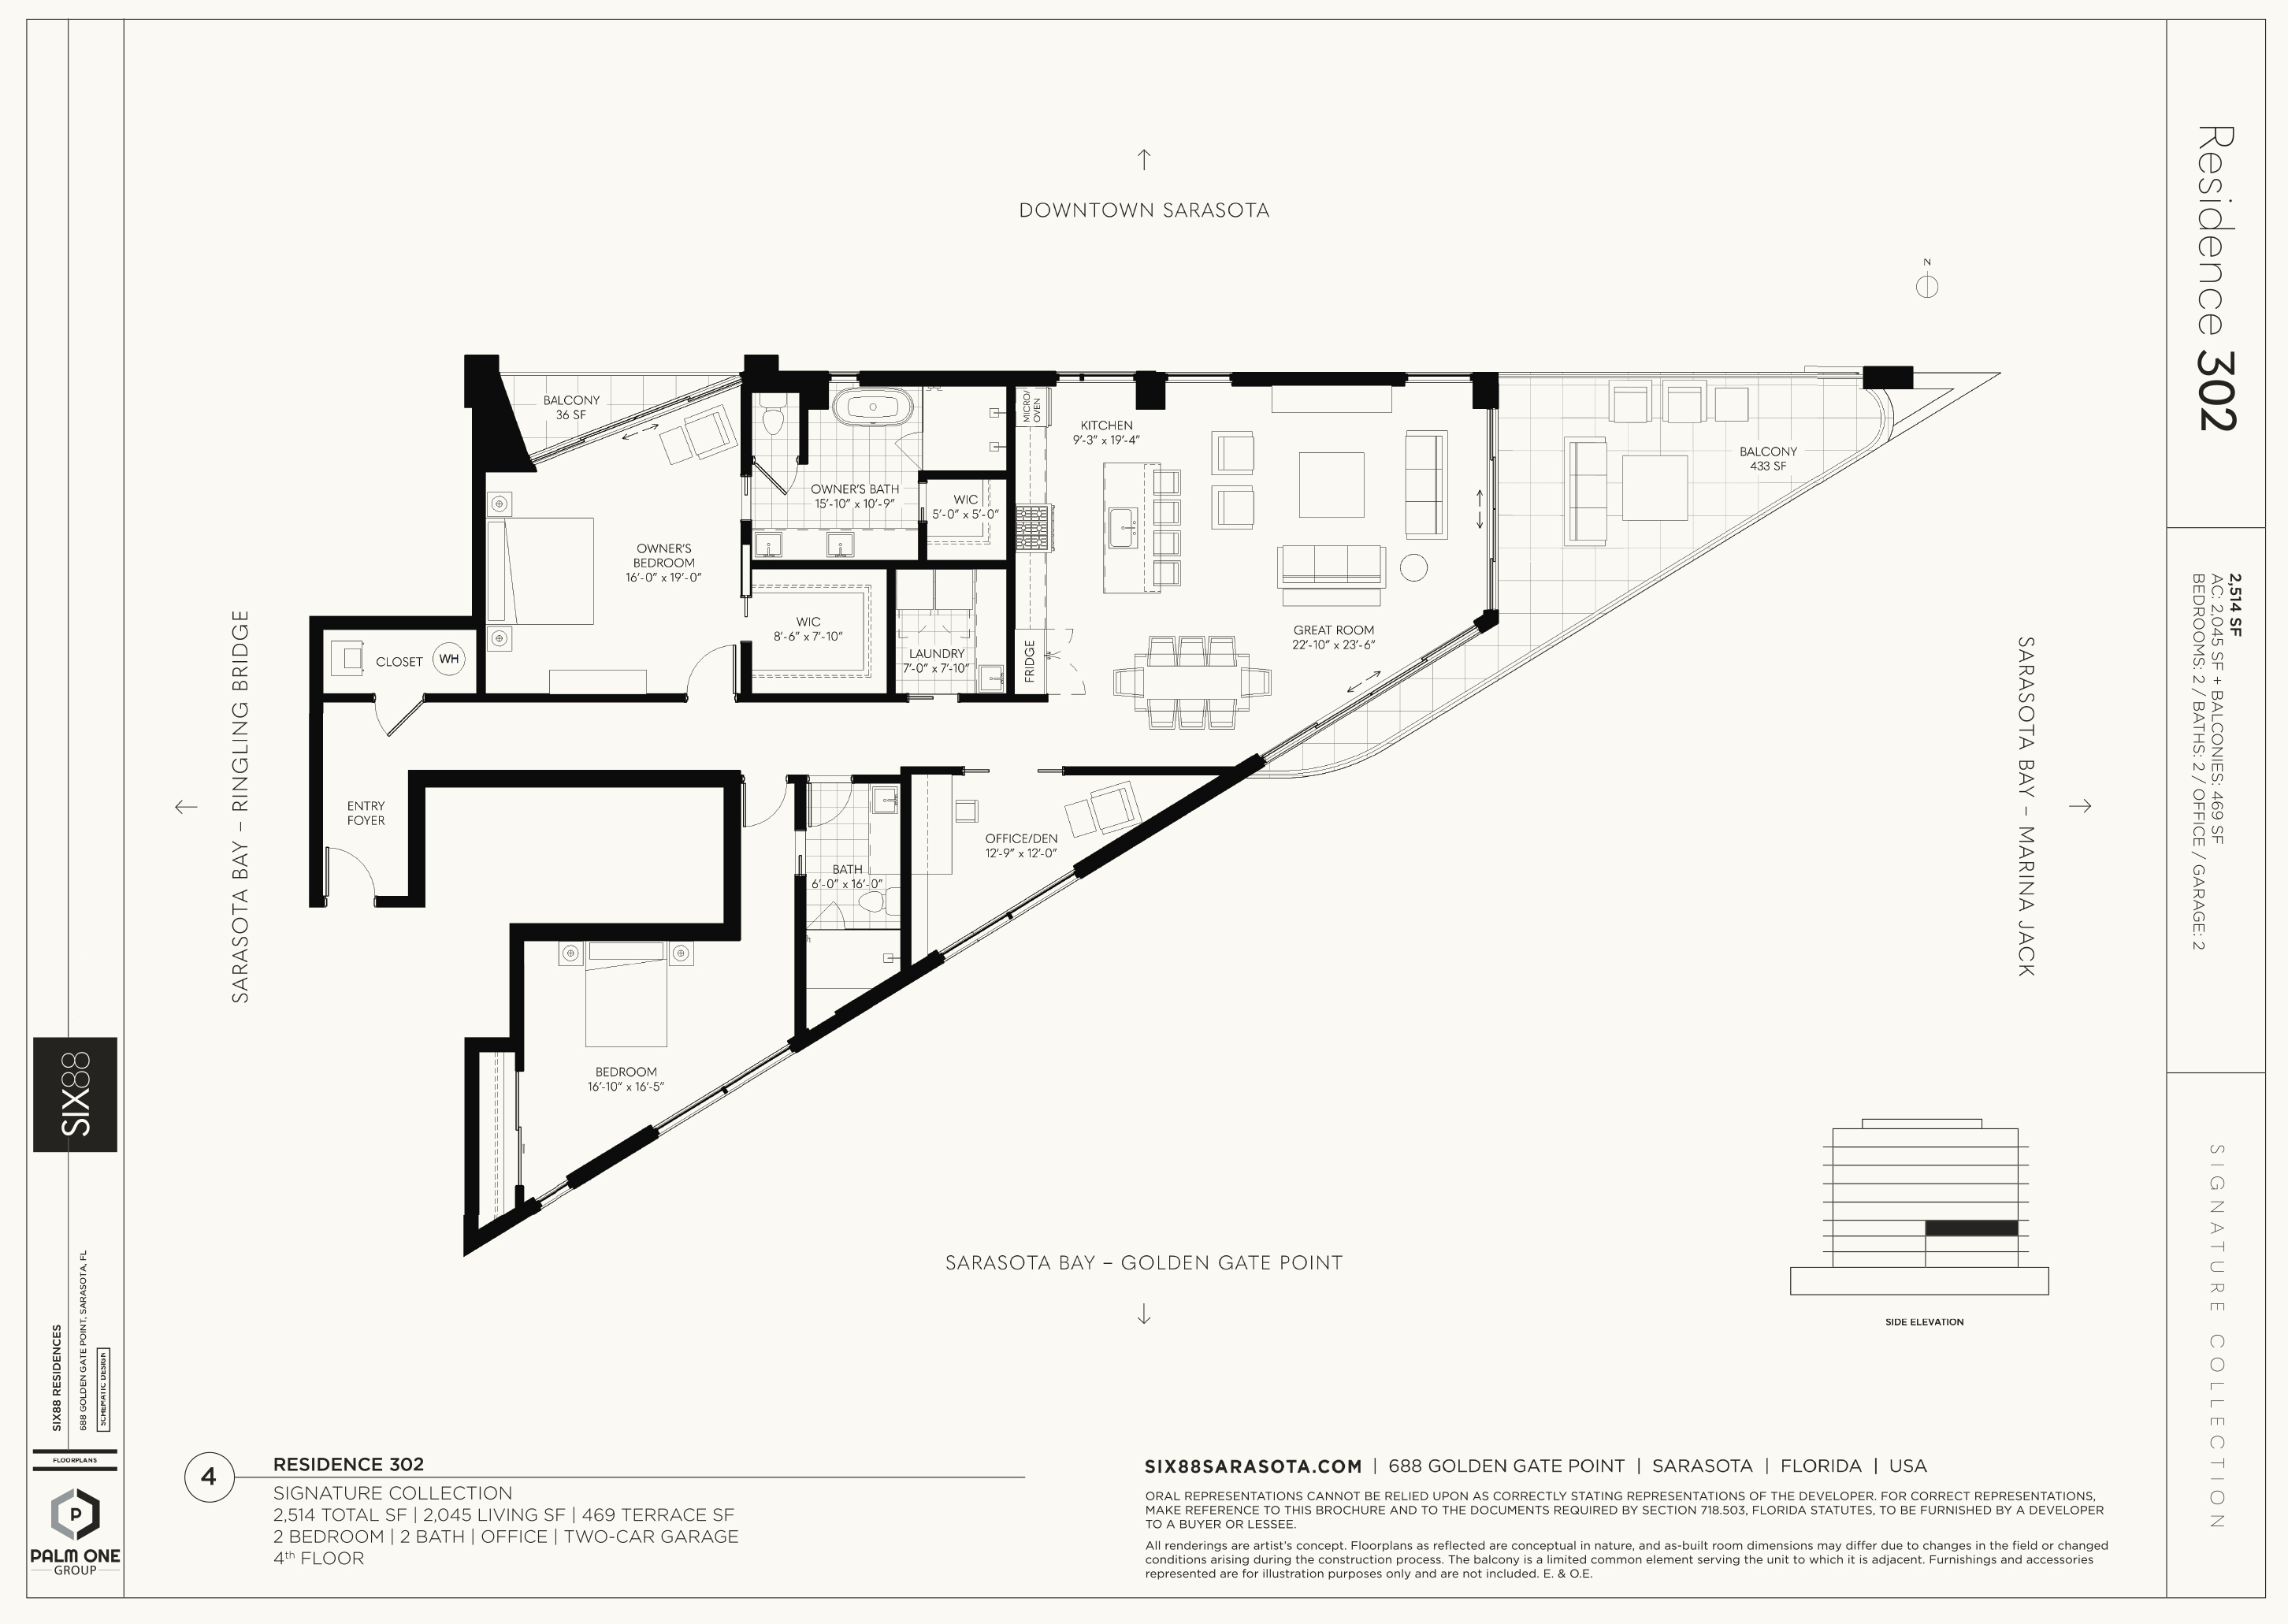 DOWNTOWN SARASOTA
N
BALCONY
36 SF
MICRO/
OVEN
KITCHEN
9'-3" x 19'-4"
BALCONY
433 SF
OWNER'S BATH
15'-10" x 10'-9"
WIC
5'-0" x 5'-0"
OWNER'S
BEDROOM
16'-0" x 19'-0"
WIC
8'-6" x 7'-10"
GREAT ROOM
22'-10" x 23'-6"
LAUNDRY
7'-0" x 7'-10"
FRIDGE
CLOSET
WH
ENTRY
FOYER
OFFICE/DEN
12'-9" x 12'-0"
BATH
6'-0" x 16'-0"
BEDROOM
16'-10" x 16'-5"
SARASOTA BAY – RINGLING BRIDGE
SARASOTA BAY – MARINA JACK
SARASOTA BAY – GOLDEN GATE POINT
SIDE ELEVATION
Residence 302
2,514 SF
AC: 2,045 SF + BALCONIES: 469 SF
BEDROOMS: 2 / BATHS: 2 / OFFICE / GARAGE: 2
SIGNATURE COLLECTION
SIX88
SIX88 RESIDENCES
688 GOLDEN GATE POINT, SARASOTA, FL
SCHEMATIC DESIGN
FLOORPLANS
P
PALM ONE
GROUP
4
RESIDENCE 302
SIGNATURE COLLECTION
2,514 TOTAL SF | 2,045 LIVING SF | 469 TERRACE SF
2 BEDROOM | 2 BATH | OFFICE | TWO-CAR GARAGE
4th FLOOR
SIX88SARASOTA.COM | 688 GOLDEN GATE POINT | SARASOTA | FLORIDA | USA
ORAL REPRESENTATIONS CANNOT BE RELIED UPON AS CORRECTLY STATING REPRESENTATIONS OF THE DEVELOPER. FOR CORRECT REPRESENTATIONS,
MAKE REFERENCE TO THIS BROCHURE AND TO THE DOCUMENTS REQUIRED BY SECTION 718.503, FLORIDA STATUTES, TO BE FURNISHED BY A DEVELOPER
TO A BUYER OR LESSEE.
All renderings are artist's concept. Floorplans as reflected are conceptual in nature, and as-built room dimensions may differ due to changes in the field or changed
conditions arising during the construction process. The balcony is a limited common element serving the unit to which it is adjacent. Furnishings and accessories
represented are for illustration purposes only and are not included. E. & O.E.